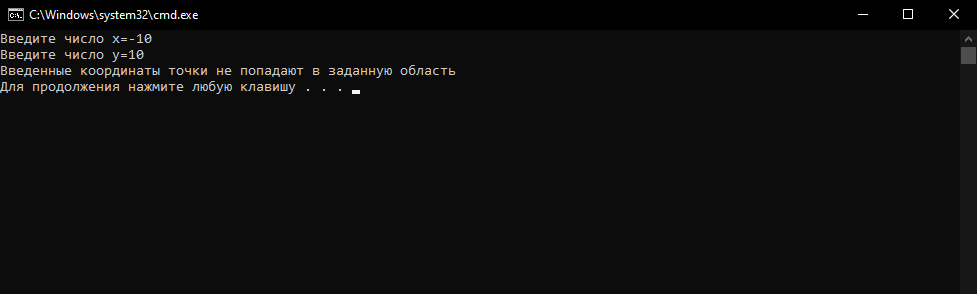 C:\Windows\system32\cmd.exe
Введите число x=-10
Введите число y=10
Введенные координаты точки не попадают в заданную область
Для продолжения нажмите любую клавишу . . .